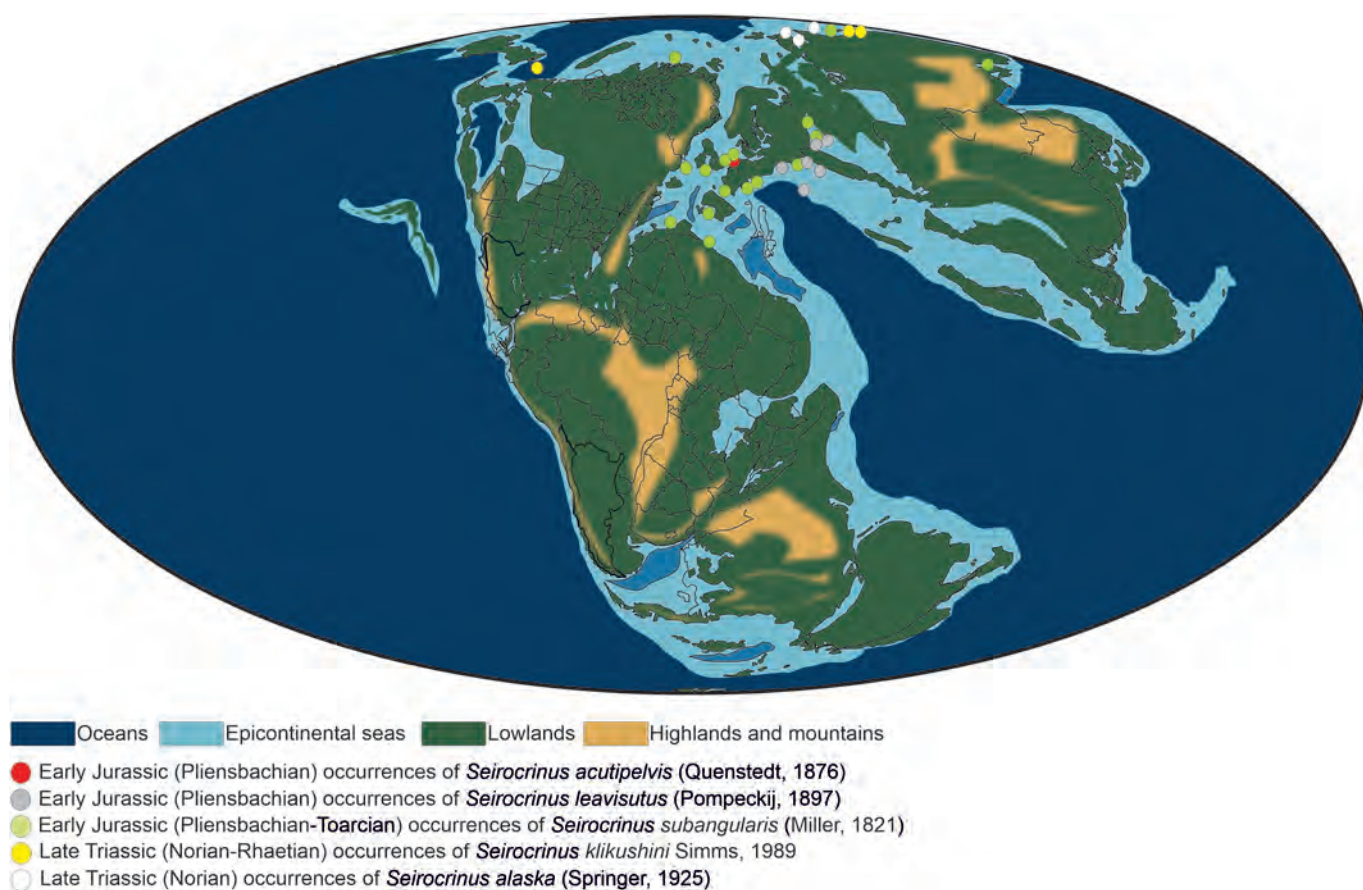 Oceans Epicontinental seas Lowlands Highlands and mountains
Early Jurassic (Pliensbachian) occurrences of Seirocrinus acutipelvis (Quenstedt, 1876)
Early Jurassic (Pliensbachian) occurrences of Seirocrinus leavisutus (Pompeckij, 1897)
Early Jurassic (Pliensbachian-Toarcian) occurrences of Seirocrinus subangularis (Miller, 1821)
Late Triassic (Norian-Rhaetian) occurrences of Seirocrinus klikushini Simms, 1989
Late Triassic (Norian) occurrences of Seirocrinus alaska (Springer, 1925)